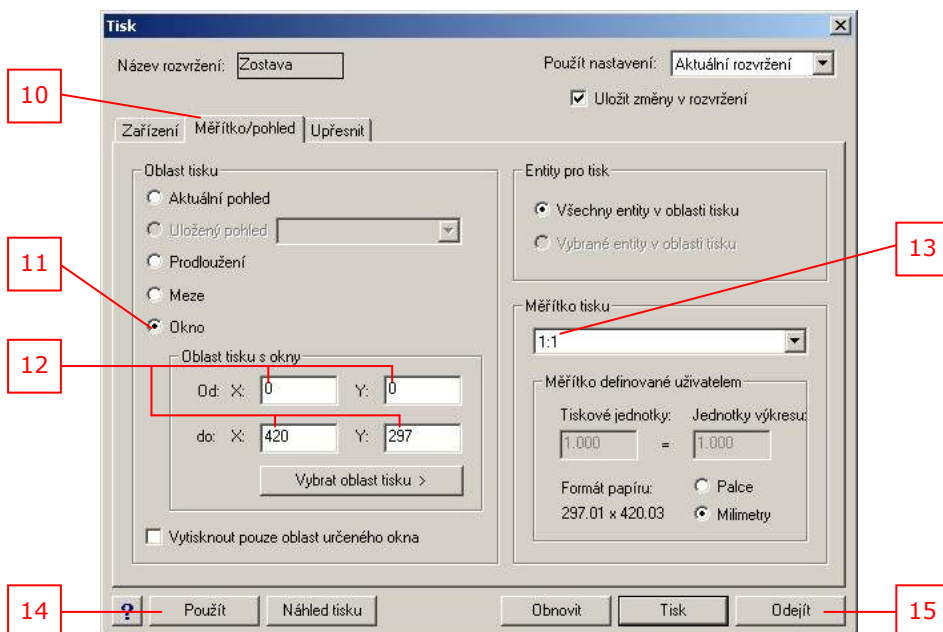 Tisk
Název rozvržení: Zostava
Použít nastavení: Aktuální rozvržení
Uložit změny v rozvržení
10
Zařízení Měřítko/pohled Upřesnit
Oblast tisku
Aktuální pohled
Uložený pohled
Prodloužení
Meze
Okno
11
Oblast tisku s okny
12
Od: X: 0 Y: 0
do: X: 420 Y: 297
Vybrat oblast tisku >
Vytisknout pouze oblast určeného okna
Entity pro tisk
Všechny entity v oblasti tisku
Vybrané entity v oblasti tisku
13
Měřítko tisku
1:1
Měřítko definované uživatelem
Tiskové jednotky: Jednotky výkresu:
1.000 = 1.000
Formát papíru: Palce
297.01 x 420.03 Milimetry
14
? Použít Náhled tisku Obnovit Tisk Odejít
15